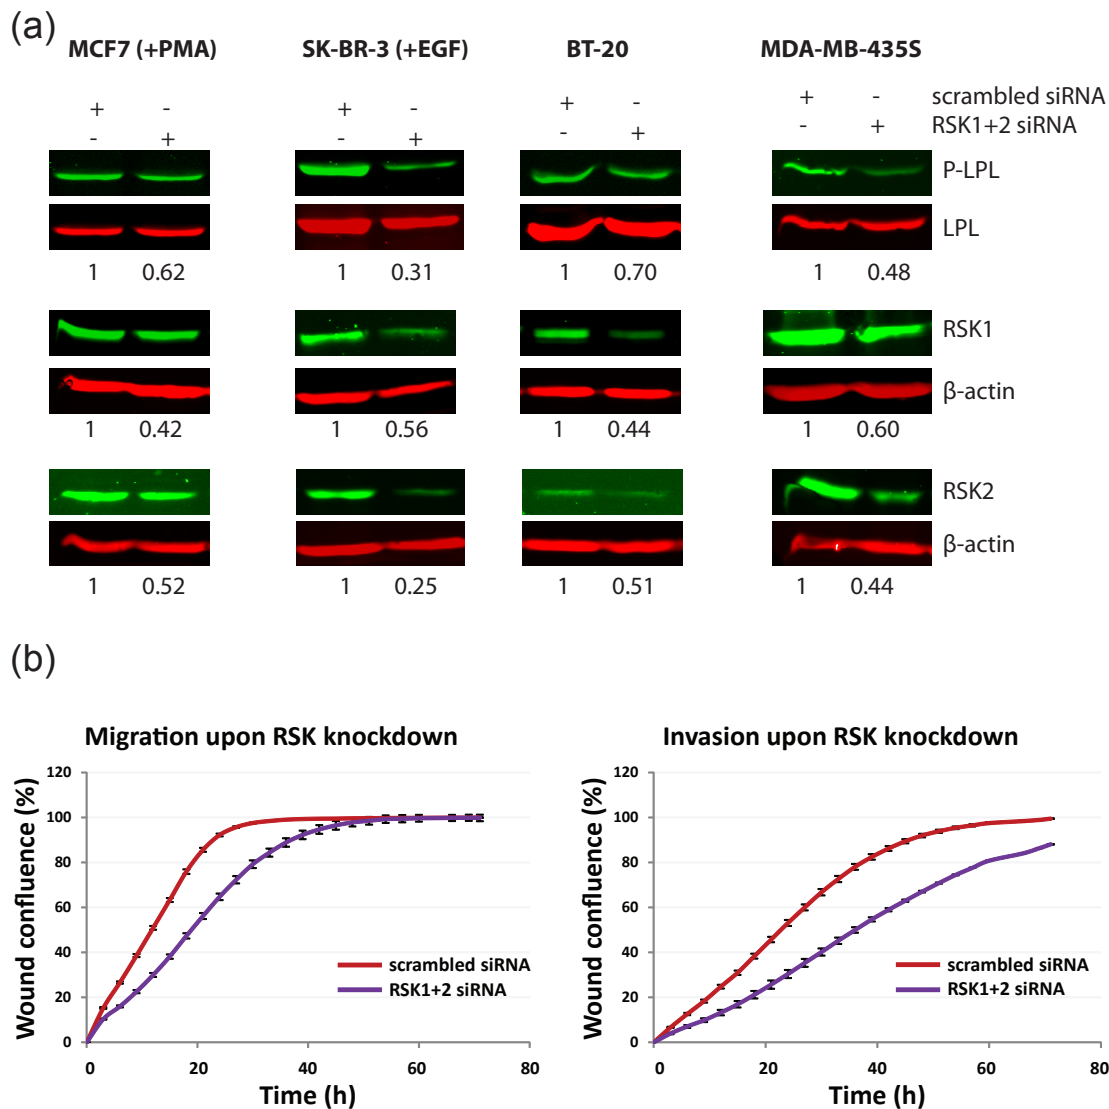 (a)
MCF7 (+PMA) SK-BR-3 (+EGF) BT-20 MDA-MB-435S
+ - + - + - + - scrambled siRNA
- + - + - + - + RSK1+2 siRNA
P-LPL
LPL
1 0.62 1 0.31 1 0.70 1 0.48
RSK1
β-actin
1 0.42 1 0.56 1 0.44 1 0.60
RSK2
β-actin
1 0.52 1 0.25 1 0.51 1 0.44
(b)
Migration upon RSK knockdown
Wound confluence (%)
120
100
80
60
40
20
0
0 20 40 60 80
Time (h)
scrambled siRNA
RSK1+2 siRNA
Invasion upon RSK knockdown
Wound confluence (%)
120
100
80
60
40
20
0
0 20 40 60 80
Time (h)
scrambled siRNA
RSK1+2 siRNA